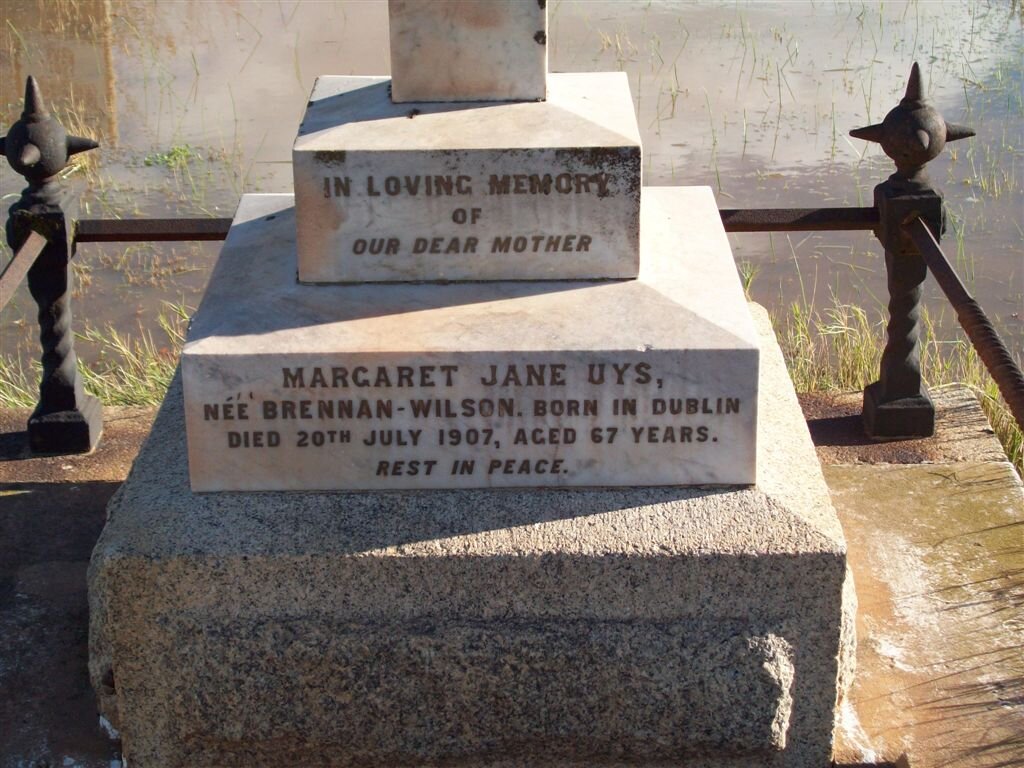 IN LOVING MEMORY
OF
OUR DEAR MOTHER
MARGARET JANE UYS,
NÉÉ BRENNAN-WILSON. BORN IN DUBLIN
DIED 20TH JULY 1907, AGED 67 YEARS.
REST IN PEACE.